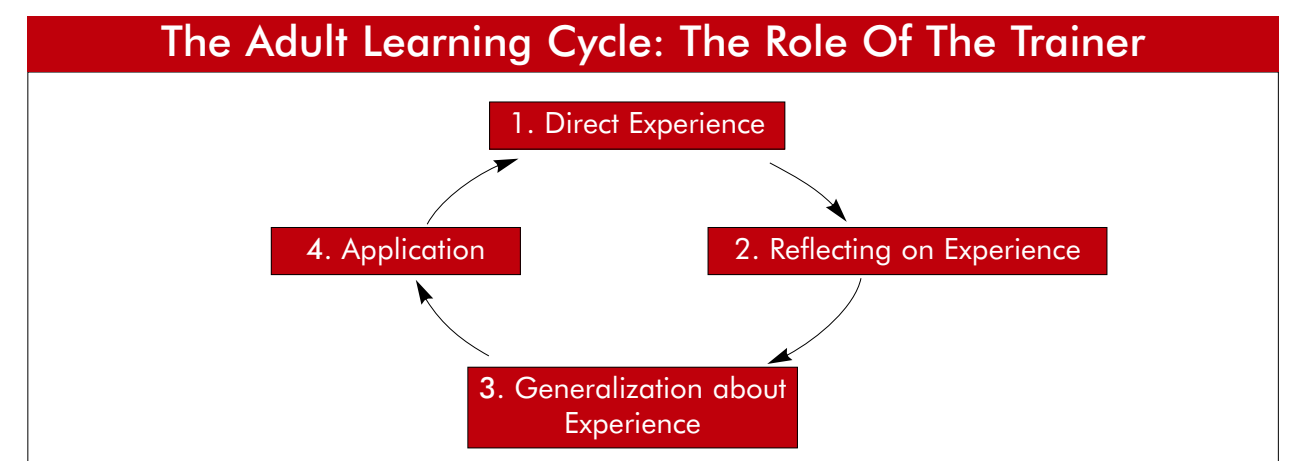 The Adult Learning Cycle: The Role Of The Trainer
1. Direct Experience
2. Reflecting on Experience
3. Generalization about
Experience
4. Application